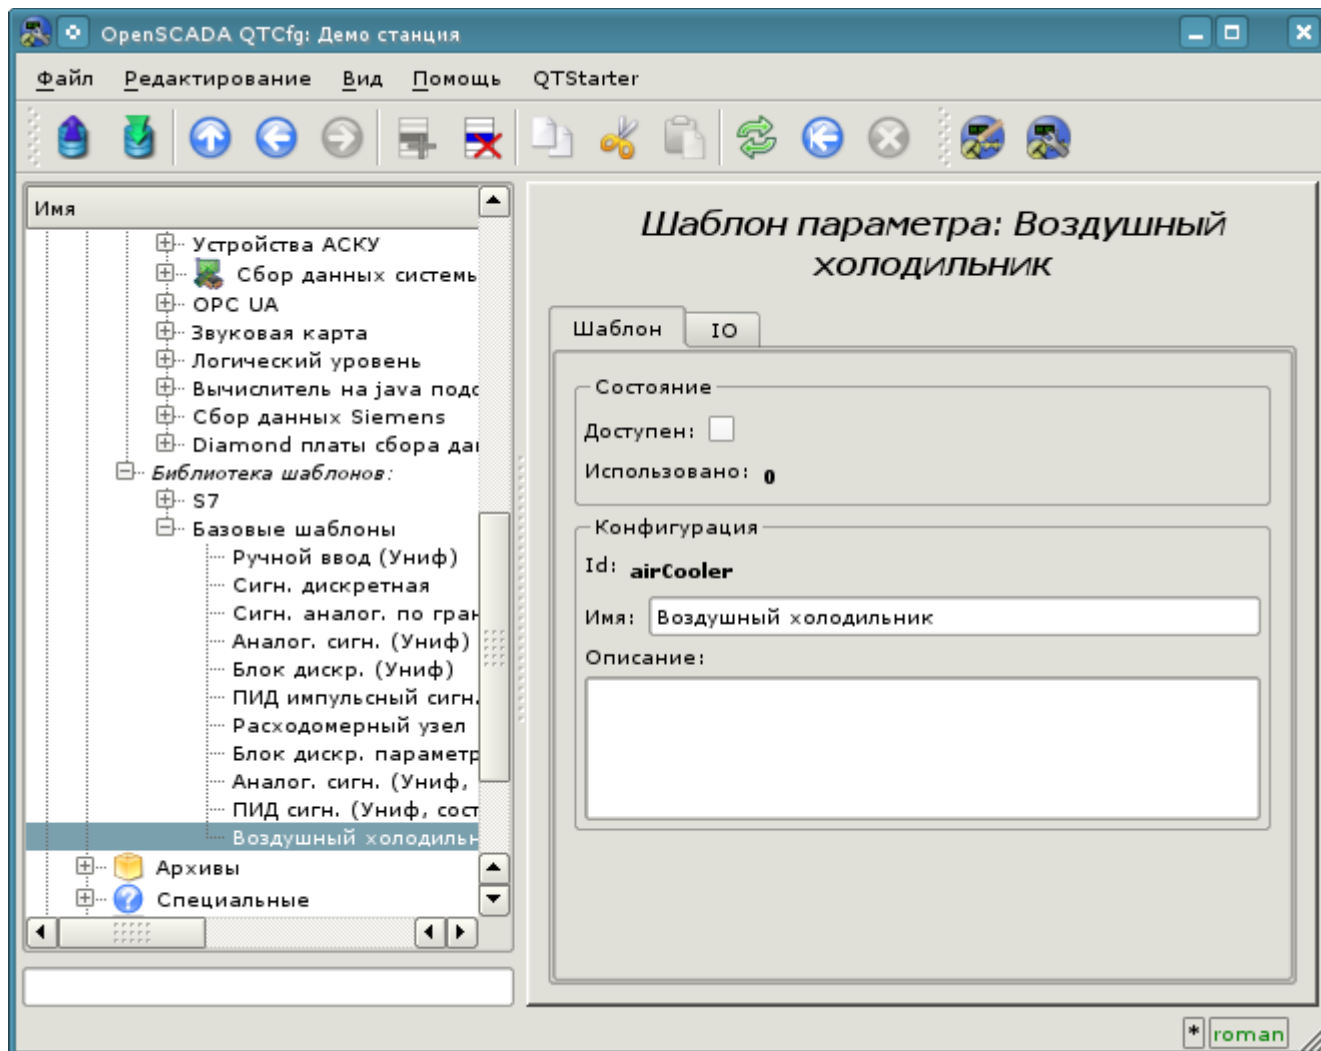 OpenSCADA QTCfg: Демо станция
Файл Редактирование Вид Помощь QTStarter
Имя
Устройства АСКУ
Сбор данных системы
OPC UA
Звуковая карта
Логический уровень
Вычислитель на java подо
Сбор данных Siemens
Diamond платы сбора дан
Библиотека шаблонов:
S7
Базовые шаблоны
Ручной ввод (Униф)
Сигн. дискретная
Сигн. аналог. по гран
Аналог. сигн. (Униф)
Блок дискр. (Униф)
ПИД импульсный сигн.
Расходомерный узел
Блок дискр. параметр
Аналог. сигн. (Униф,
ПИД сигн. (Униф, сост
Воздушный холодильн
Архивы
Специальные
Шаблон параметра: Воздушный
холодильник
Шаблон IO
Состояние
Доступен:
Использовано: 0
Конфигурация
Id: airCooler
Имя: Воздушный холодильник
Описание:
* roman